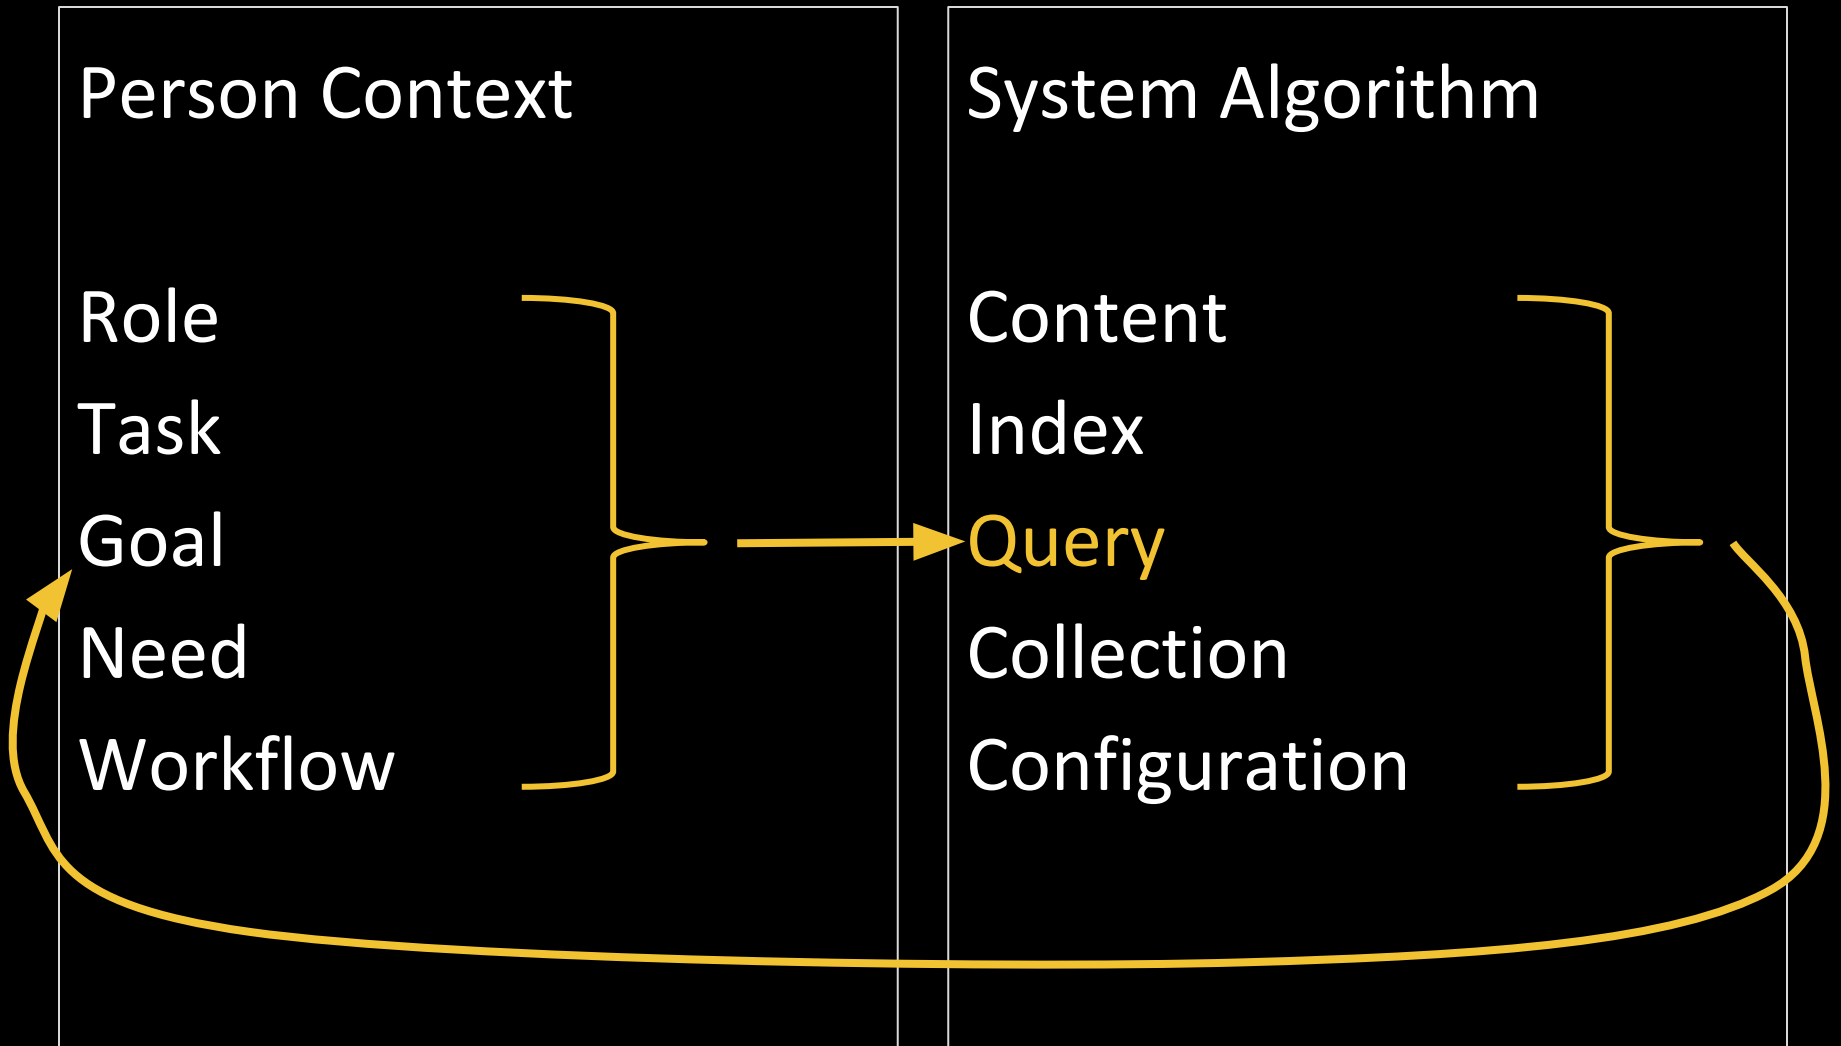 Person Context
Role
Task
Goal
Need
Workflow
System Algorithm
Content
Index
Query
Collection
Configuration